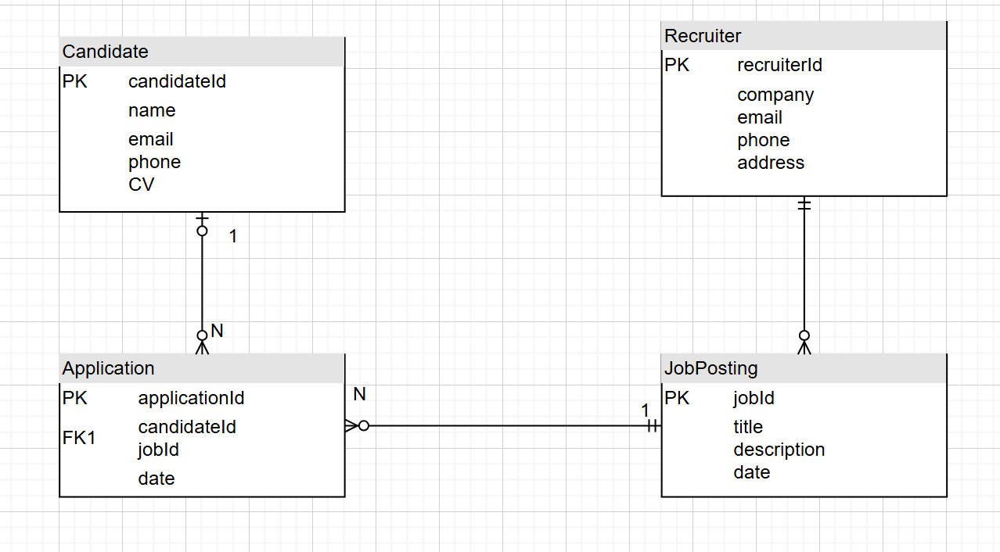 Candidate
PK candidateId
name
email
phone
CV
1
N
Recruiter
PK recruiterId
company
email
phone
address
Application
PK applicationId
FK1 candidateId
jobId
date
N
1
JobPosting
PK jobId
title
description
date